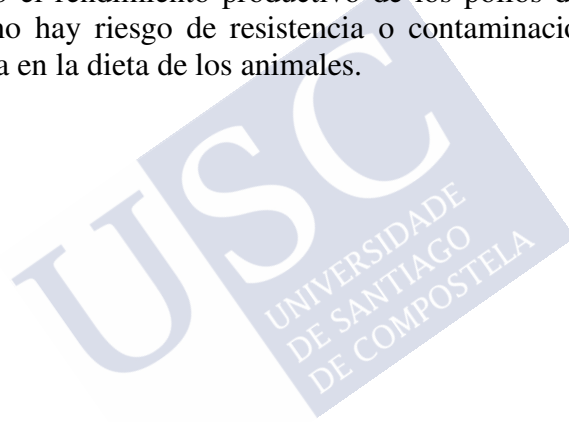 el rendimiento productivo de los pollos d
no hay riesgo de resistencia o contaminació
a en la dieta de los animales.
USC
UNIVERSIDADE
DE SANTIAGO
DE COMPOSTELA